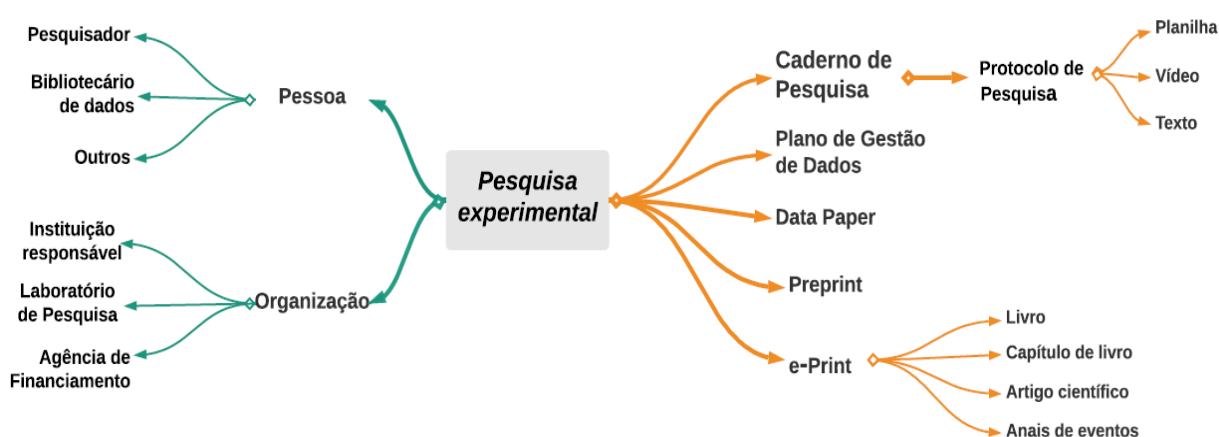 Pesquisador
Bibliotecário
de dados
Outros
Pessoa
Instituição
responsável
Laboratório
de Pesquisa
Agência de
Financiamento
Organização
Pesquisa
experimental
Caderno de
Pesquisa
Protocolo de
Pesquisa
Planilha
Vídeo
Texto
Plano de Gestão
de Dados
Data Paper
Preprint
e-Print
Livro
Capítulo de livro
Artigo científico
Anais de eventos